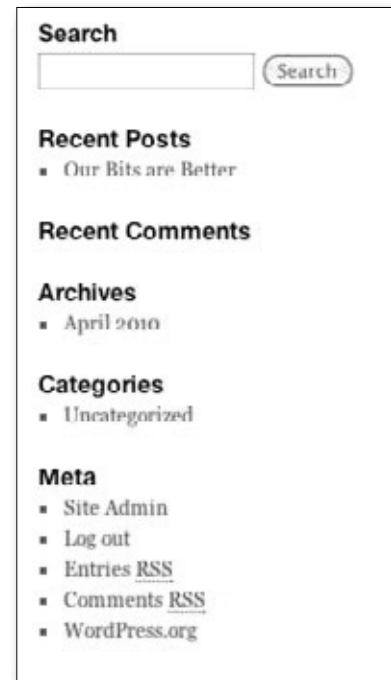 Search
Search
Recent Posts
Our Bits are Better
Recent Comments
Archives
April 2010
Categories
Uncategorized
Meta
Site Admin
Log out
Entries RSS
Comments RSS
WordPress.org